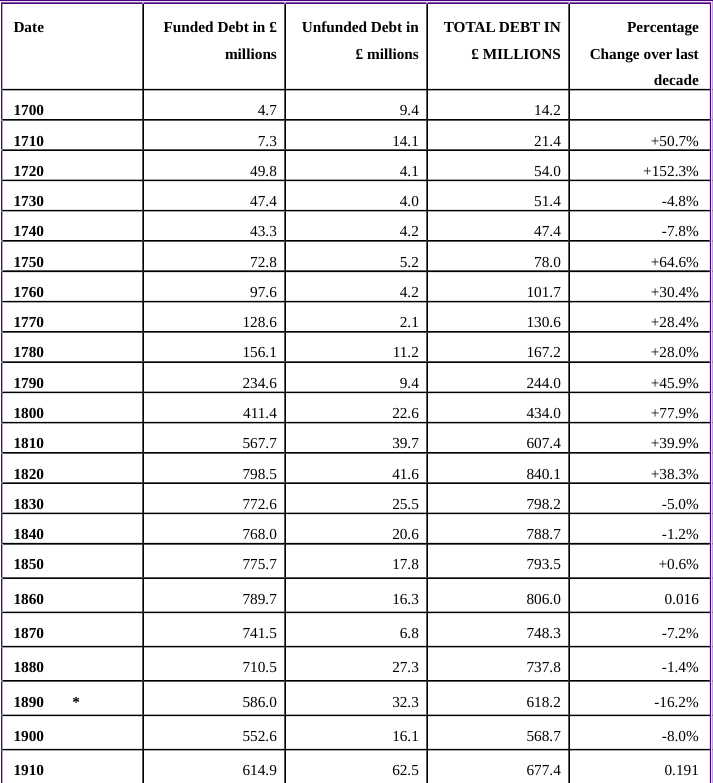 Date Funded Debt in £ Unfunded Debt in TOTAL DEBT IN Percentage
millions £ millions £ MILLIONS Change over last
decade
1700 4.7 9.4 14.2
1710 7.3 14.1 21.4 +50.7%
1720 49.8 4.1 54.0 +152.3%
1730 47.4 4.0 51.4 -4.8%
1740 43.3 4.2 47.4 -7.8%
1750 72.8 5.2 78.0 +64.6%
1760 97.6 4.2 101.7 +30.4%
1770 128.6 2.1 130.6 +28.4%
1780 156.1 11.2 167.2 +28.0%
1790 234.6 9.4 244.0 +45.9%
1800 411.4 22.6 434.0 +77.9%
1810 567.7 39.7 607.4 +39.9%
1820 798.5 41.6 840.1 +38.3%
1830 772.6 25.5 798.2 -5.0%
1840 768.0 20.6 788.7 -1.2%
1850 775.7 17.8 793.5 +0.6%
1860 789.7 16.3 806.0 0.016
1870 741.5 6.8 748.3 -7.2%
1880 710.5 27.3 737.8 -1.4%
1890 * 586.0 32.3 618.2 -16.2%
1900 552.6 16.1 568.7 -8.0%
1910 614.9 62.5 677.4 0.191